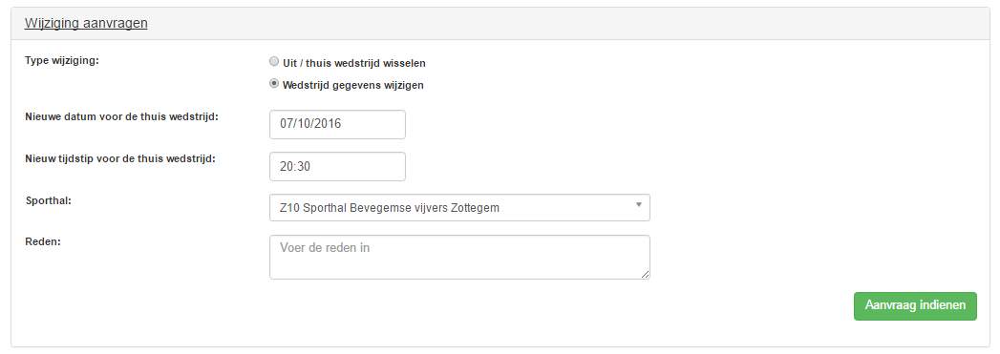 Wijziging aanvragen
Type wijziging:
Uit / thuis wedstrijd wisselen
Wedstrijd gegevens wijzigen
Nieuwe datum voor de thuis wedstrijd:
07/10/2016
Nieuw tijdstip voor de thuis wedstrijd:
20:30
Sporthal:
Z10 Sporthal Bevegemse vijvers Zottegem
Reden:
Voer de reden in
Aanvraag indienen